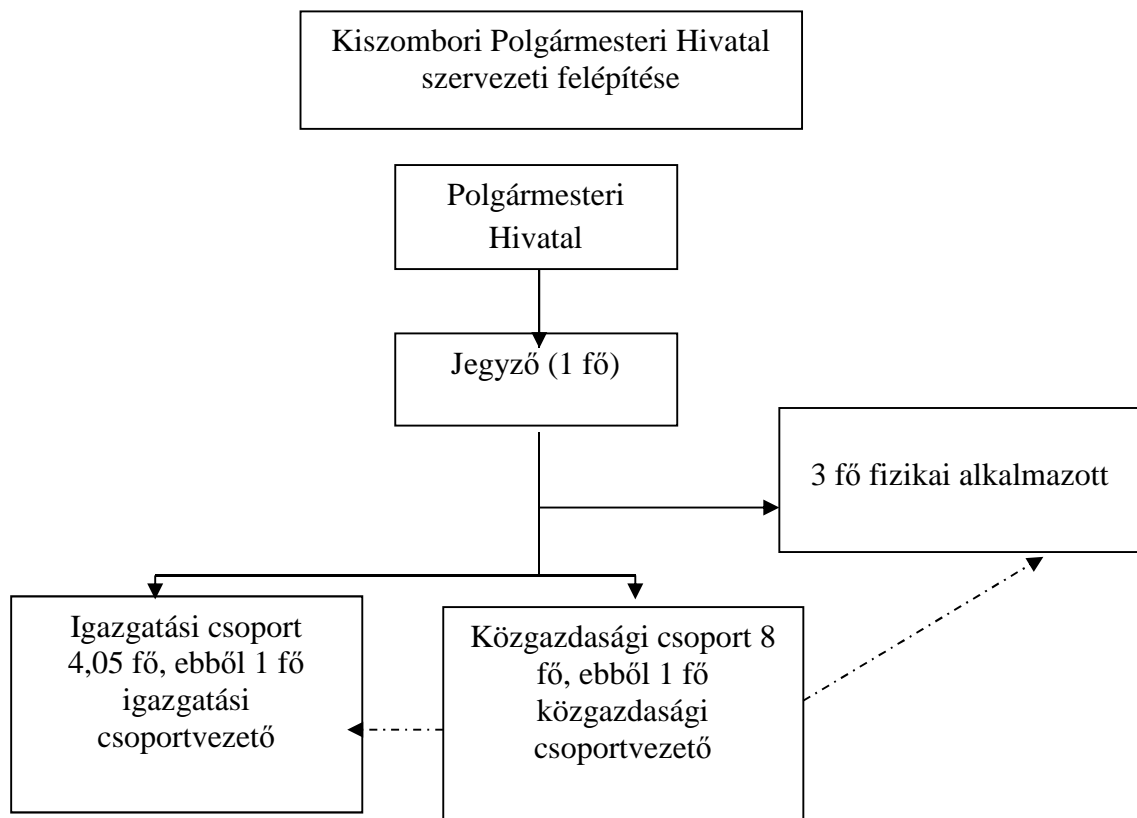 Kiszombori Polgármesteri Hivatal
szervezeti felépítése
Polgármesteri
Hivatal
Jegyző (1 fő)
3 fő fizikai alkalmazott
Igazgatási csoport
4,05 fő, ebből 1 fő
igazgatási
csoportvezető
Közgazdasági csoport 8
fő, ebből 1 fő
közgazdasági
csoportvezető